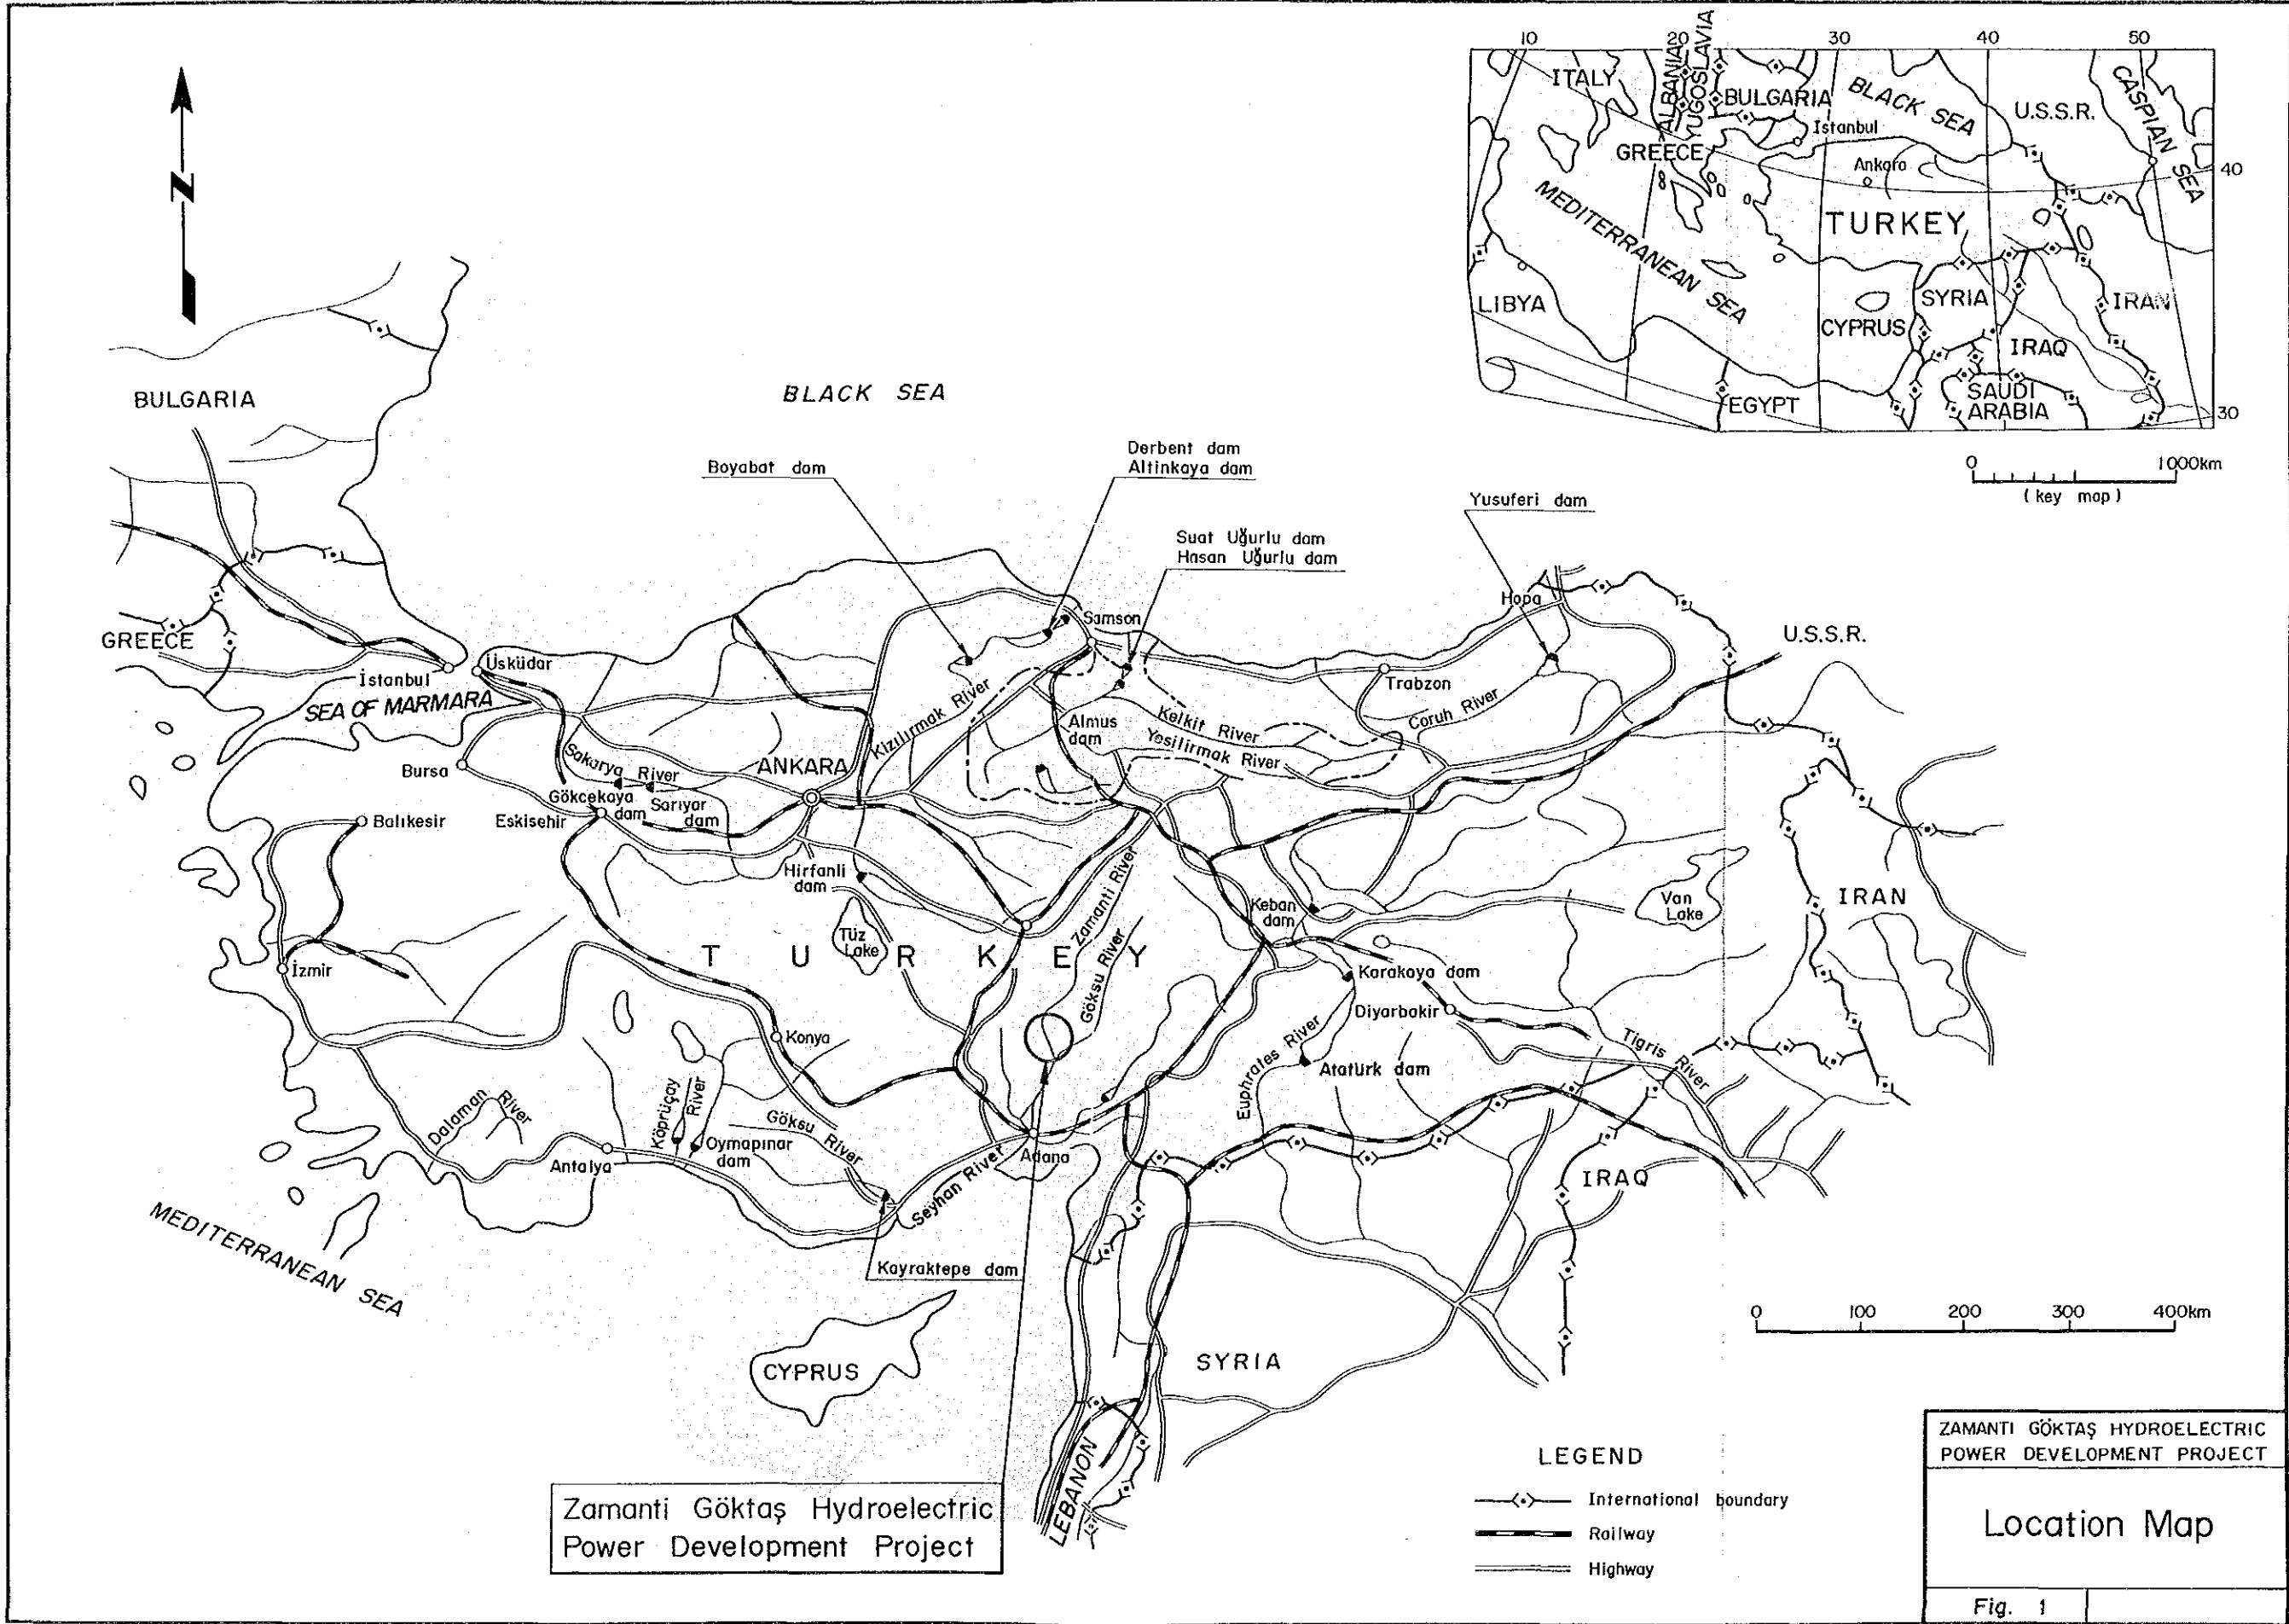 10
20
30
40
50
ITALY
ALBANIA
YUGOSLAVIA
BULGARIA
BLACK SEA
U.S.S.R.
CASPIAN SEA
Istanbul
GREECE
Ankara
40
MEDITERRANEAN SEA
TURKEY
LIBYA
SYRIA
IRAN
CYPRUS
IRAQ
SAUDI
ARABIA
EGYPT
30
0
1000km
(key map)
N
BULGARIA
BLACK SEA
Boyabat dam
Derbent dam
Altinkaya dam
Suat Uğurlu dam
Hasan Uğurlu dam
Yusuferi dam
Hopa
Samson
GREECE
U.S.S.R.
Üsküdar
İstanbul
SEA OF MARMARA
Trabzon
Kizilirmak River
Coruh River
Almus
dam
Kelkit River
Yesilirmak River
Sakarya River
ANKARA
Bursa
Gökcekaya
dam
Sarıyar
dam
Eskisehir
Balıkesir
Hirfanli
dam
Zamanti River
Keban
dam
Van
Lake
IRAN
Tüz
Lake
TURKEY
Göksu River
İzmir
Karakaya dam
Diyarbakir
Konya
Euphrates River
Tigris River
Atatürk dam
Dalaman River
Köprüçay
River
Göksu River
Oymapınar
dam
Antalya
Seyhan River
Adana
IRAQ
MEDITERRANEAN SEA
Kayraktepe dam
0
100
200
300
400km
CYPRUS
SYRIA
LEBANON
Zamanti Göktaş Hydroelectric
Power Development Project
LEGEND
International boundary
Railway
Highway
ZAMANTI GÖKTAŞ HYDROELECTRIC
POWER DEVELOPMENT PROJECT
Location Map
Fig. 1